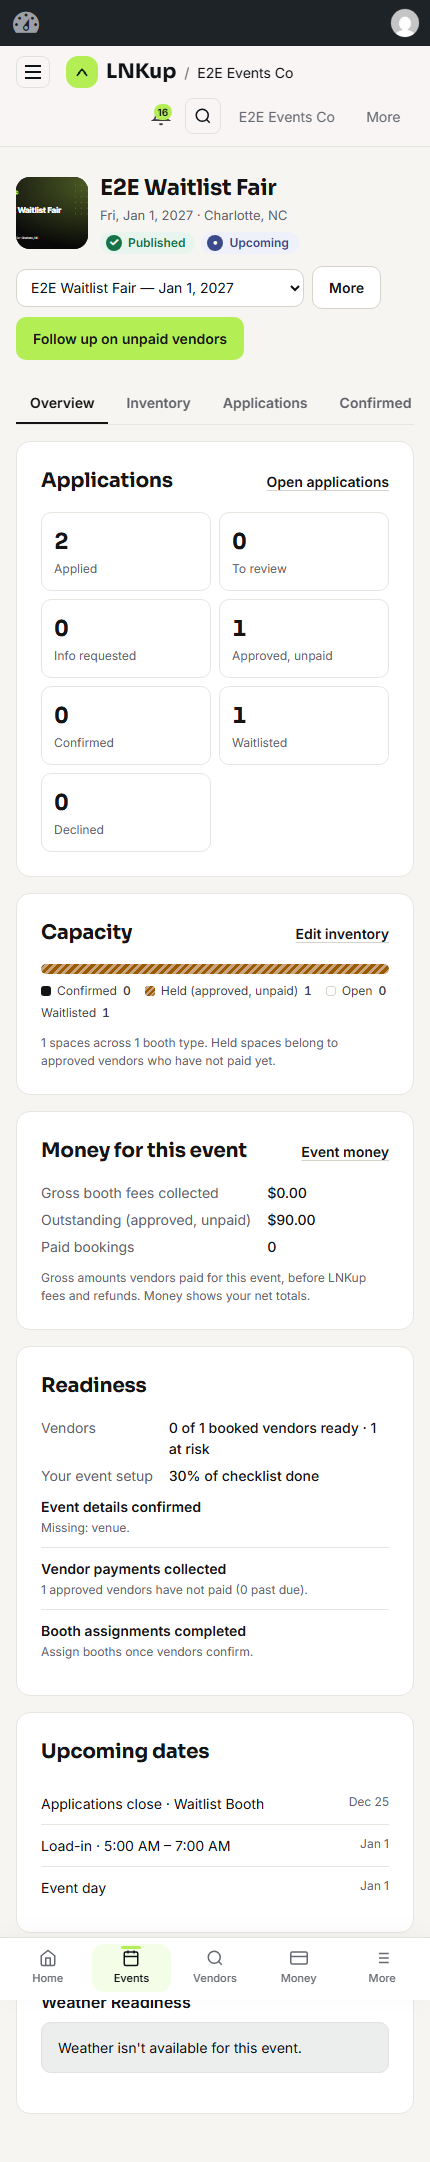 LNKup / E2E Events Co
16
E2E Events Co More
Waitlist Fair
E2E Waitlist Fair
Fri, Jan 1, 2027 · Charlotte, NC
Published Upcoming
E2E Waitlist Fair — Jan 1, 2027 More
Follow up on unpaid vendors
Overview Inventory Applications Confirmed
Applications Open applications
2
Applied
0
To review
0
Info requested
1
Approved, unpaid
0
Confirmed
1
Waitlisted
0
Declined
Capacity Edit inventory
Confirmed 0 Held (approved, unpaid) 1 Open 0
Waitlisted 1
1 spaces across 1 booth type. Held spaces belong to
approved vendors who have not paid yet.
Money for this event Event money
Gross booth fees collected $0.00
Outstanding (approved, unpaid) $90.00
Paid bookings 0
Gross amounts vendors paid for this event, before LNKup
fees and refunds. Money shows your net totals.
Readiness
Vendors 0 of 1 booked vendors ready · 1
at risk
Your event setup 30% of checklist done
Event details confirmed
Missing: venue.
Vendor payments collected
1 approved vendors have not paid (0 past due).
Booth assignments completed
Assign booths once vendors confirm.
Upcoming dates
Applications close · Waitlist Booth Dec 25
Load-in · 5:00 AM – 7:00 AM Jan 1
Event day Jan 1
Home Events Vendors Money More
Weather Readiness
Weather isn't available for this event.